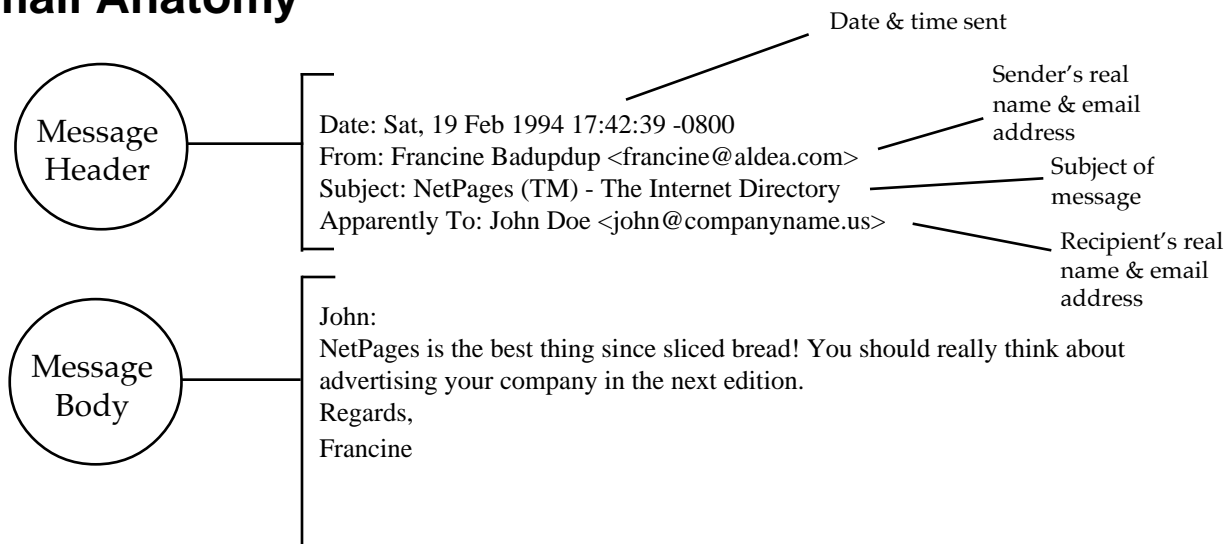 Anatomy
Date & time sent
Sender’s real
name & email
address
Subject of
message
Recipient’s real
name & email
address
Message
Header
Date: Sat, 19 Feb 1994 17:42:39 -0800
From: Francine Badupdup <francine@aldea.com>
Subject: NetPages (TM) - The Internet Directory
Apparently To: John Doe <john@companyname.us>
Message
Body
John:
NetPages is the best thing since sliced bread! You should really think about
advertising your company in the next edition.
Regards,
Francine